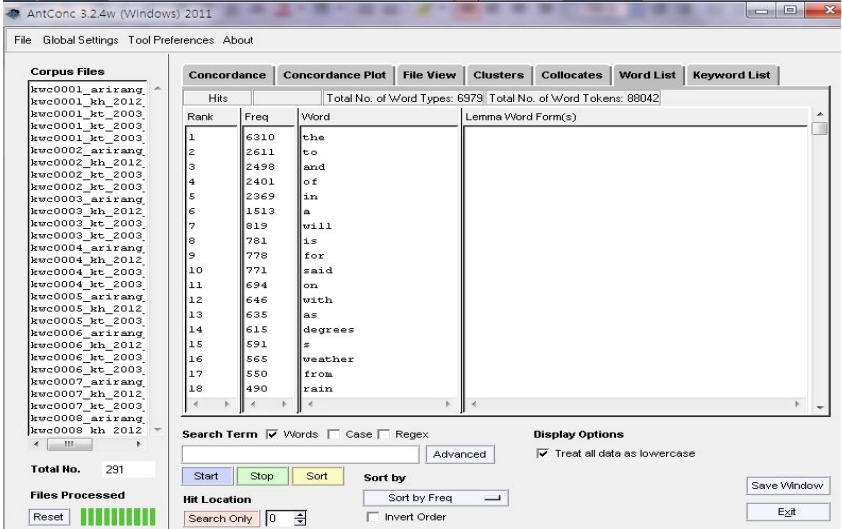 AntConc 3.2.4w (Windows) 2011
File Global Settings Tool Preferences About
Corpus Files
kwc0001_arirang
kwc0001_kh_2012
kwc0001_kt_2003
kwc0001_kt_2003
kwc0002_arirang
kwc0002_kh_2012
kwc0002_kt_2003
kwc0002_kt_2003
kwc0003_arirang
kwc0003_kh_2012
kwc0003_kt_2003
kwc0003_kt_2003
kwc0004_arirang
kwc0004_kh_2012
kwc0004_kt_2003
kwc0004_kt_2003
kwc0005_arirang
kwc0005_kh_2012
kwc0005_kt_2003
kwc0006_arirang
kwc0006_kh_2012
kwc0006_kt_2003
kwc0006_kt_2003
kwc0007_arirang
kwc0007_kh_2012
kwc0007_kt_2003
kwc0008_arirang
kwc0008 kh 2012
Total No. 291
Files Processed
Reset
Concordance Concordance Plot File View Clusters Collocates Word List Keyword List
Hits Total No. of Word Types: 6979 Total No. of Word Tokens: 88042
Rank Freq Word Lemma Word Form(s)
1 6310 the
2 2611 to
3 2498 and
4 2401 of
5 2369 in
6 1513 a
7 819 will
8 781 is
9 778 for
10 771 said
11 694 on
12 646 with
13 635 as
14 615 degrees
15 591 s
16 565 weather
17 550 from
18 490 rain
Search Term Words Case Regex
Advanced
Start Stop Sort
Sort by
Sort by Freq
Invert Order
Hit Location
Search Only 0
Display Options
Treat all data as lowercase
Save Window
Exit